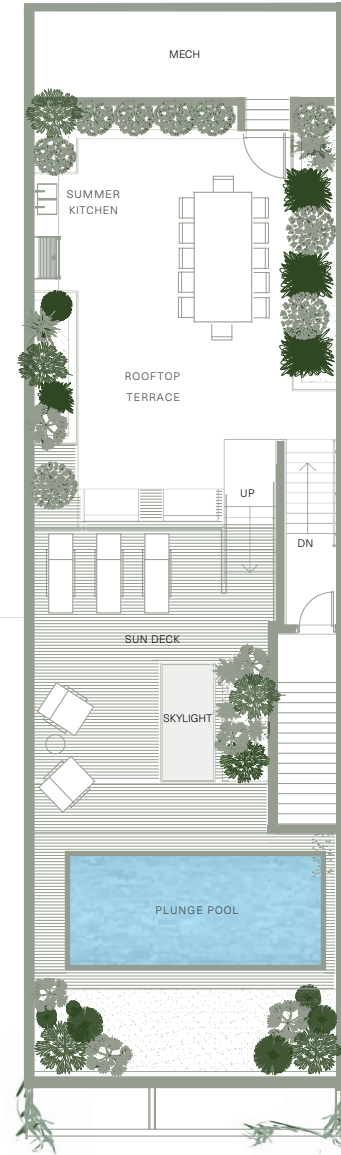 MECH
SUMMER
KITCHEN
ROOFTOP
TERRACE
UP
DN
SUN DECK
SKYLIGHT
PLUNGE POOL